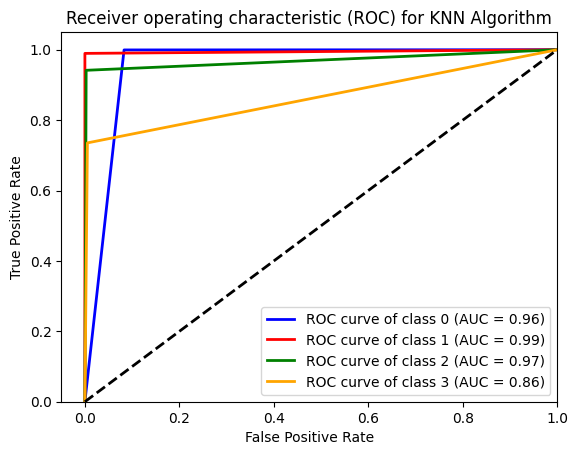 Receiver operating characteristic (ROC) for KNN Algorithm
1.0
0.8
0.6
0.4
0.2
0.0
True Positive Rate
ROC curve of class 0 (AUC = 0.96)
ROC curve of class 1 (AUC = 0.99)
ROC curve of class 2 (AUC = 0.97)
ROC curve of class 3 (AUC = 0.86)
0.0 0.2 0.4 0.6 0.8 1.0
False Positive Rate